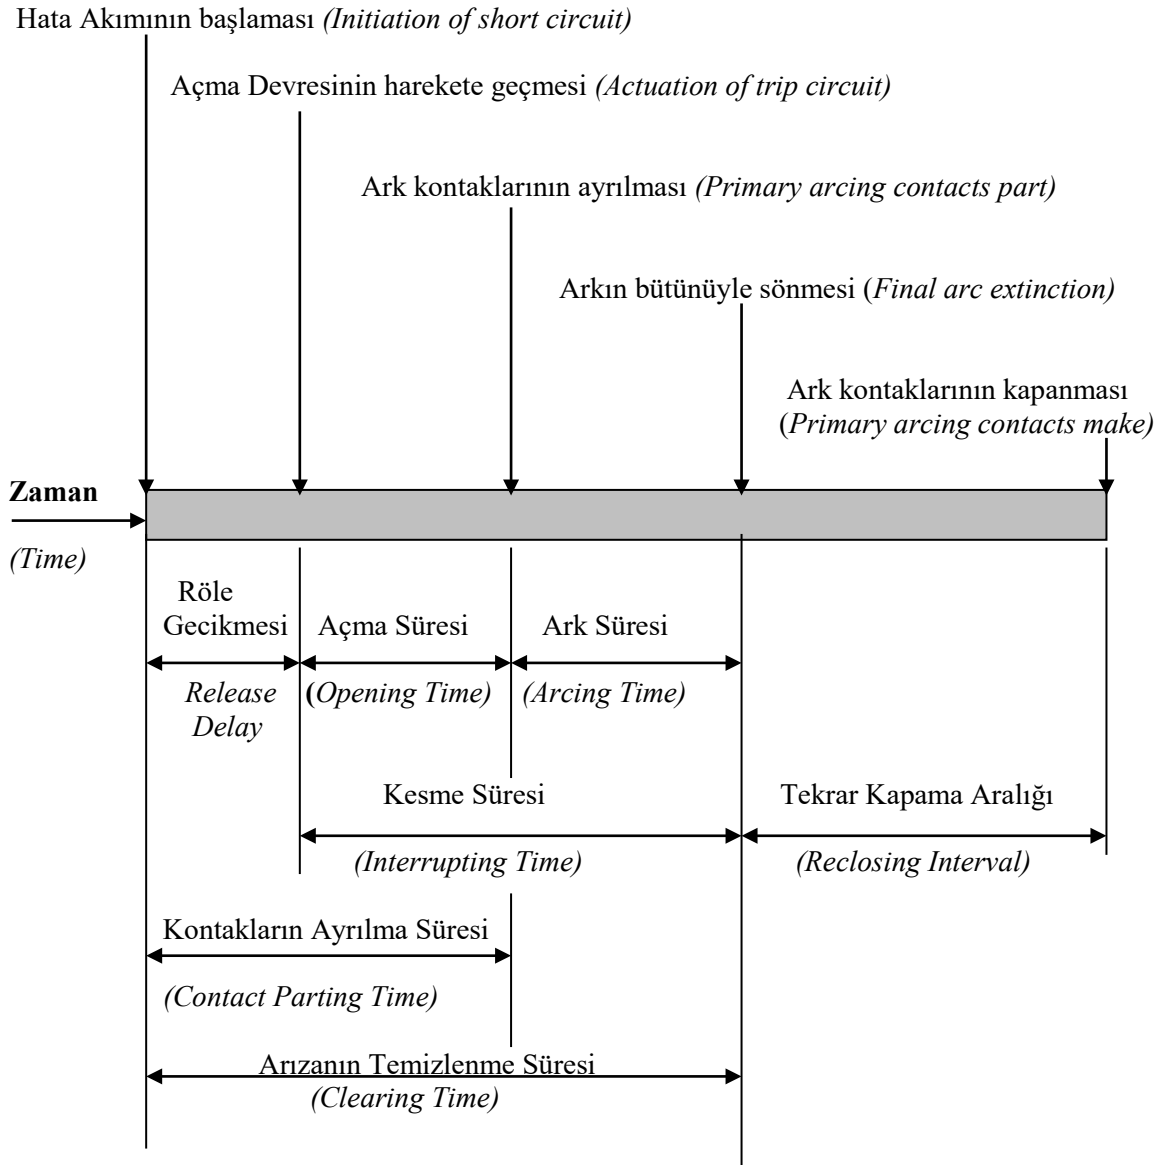 Hata Akımının başlaması (Initiation of short circuit)
Açma Devresinin harekete geçmesi (Actuation of trip circuit)
Ark kontaklarının ayrılması (Primary arcing contacts part)
Arkın bütünüyle sönmesi (Final arc extinction)
Ark kontaklarının kapanması
(Primary arcing contacts make)
Zaman
(Time)
Röle
Gecikmesi
Açma Süresi
Ark Süresi
Release
Delay
(Opening Time)
(Arcing Time)
Kesme Süresi
Tekrar Kapama Aralığı
(Interrupting Time)
(Reclosing Interval)
Kontakların Ayrılma Süresi
(Contact Parting Time)
Arızanın Temizlenme Süresi
(Clearing Time)